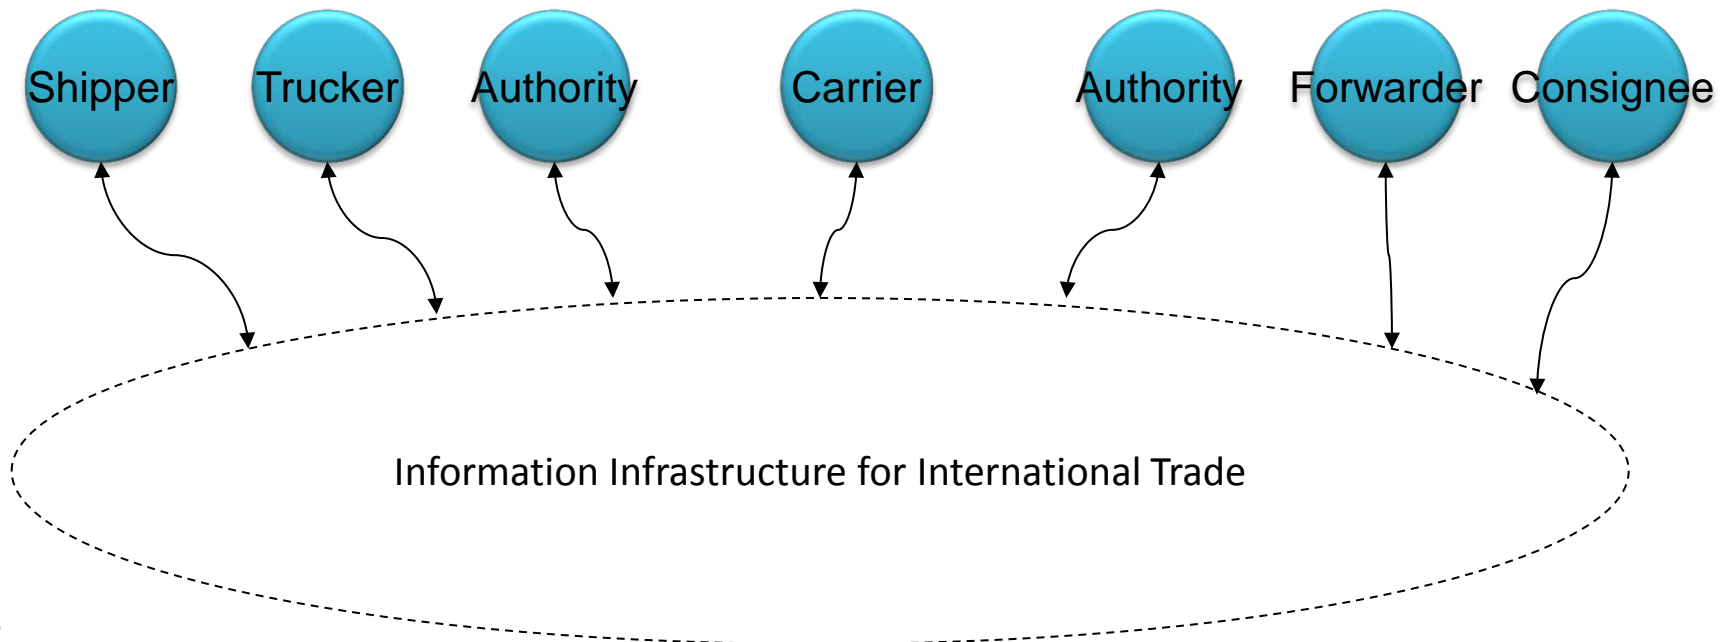 Shipper
Trucker
Authority
Carrier
Authority
Forwarder
Consignee
Information Infrastructure for International Trade